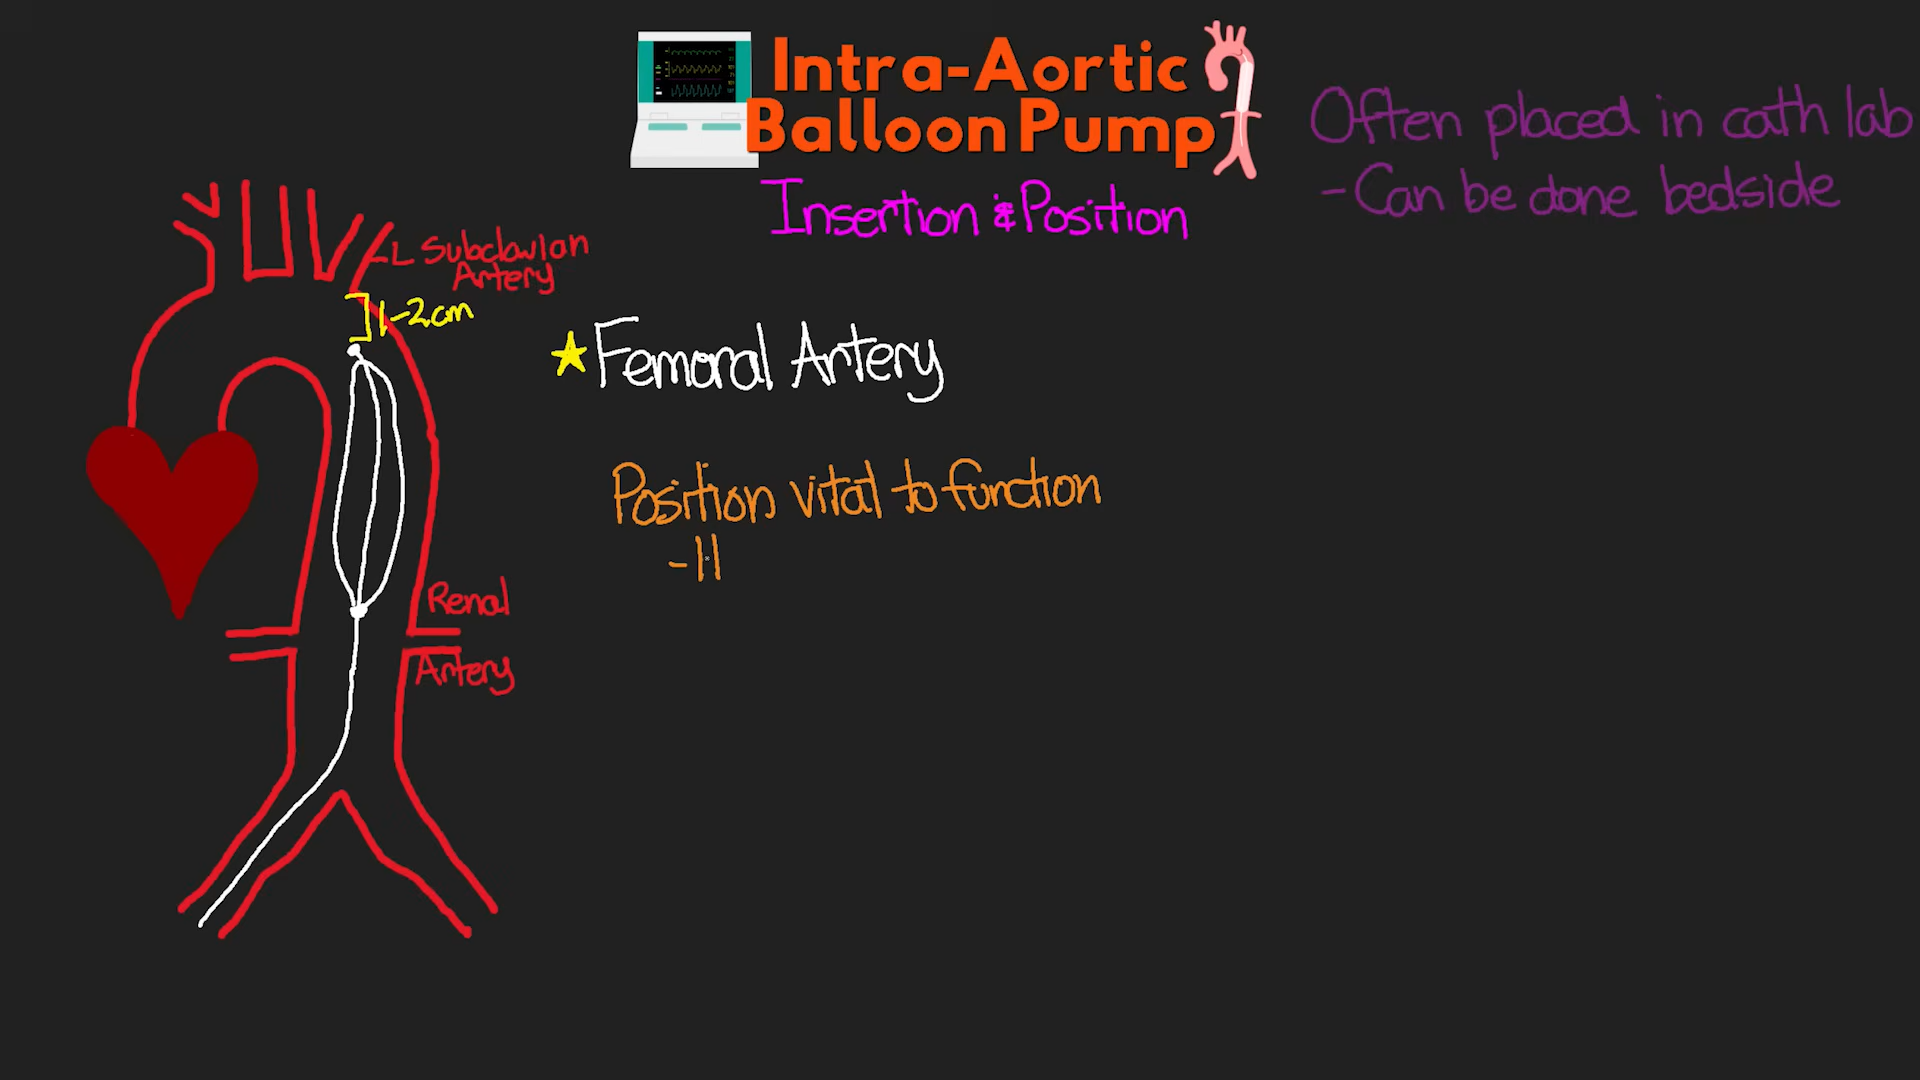 Intra-Aortic
Balloon Pump
Insertion & Position
Often placed in cath lab
- Can be done bedside
L Subclavian
Artery
1-2cm
Femoral Artery
Position vital to function
-
Renal
Artery